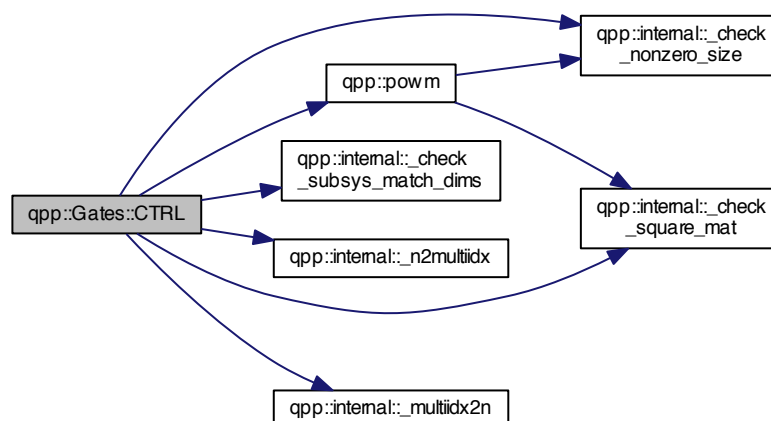 qpp::internal::_check
_nonzero_size
qpp::powm
qpp::internal::_check
_subsys_match_dims
qpp::Gates::CTRL
qpp::internal::_check
_square_mat
qpp::internal::_n2multiidx
qpp::internal::_multiidx2n